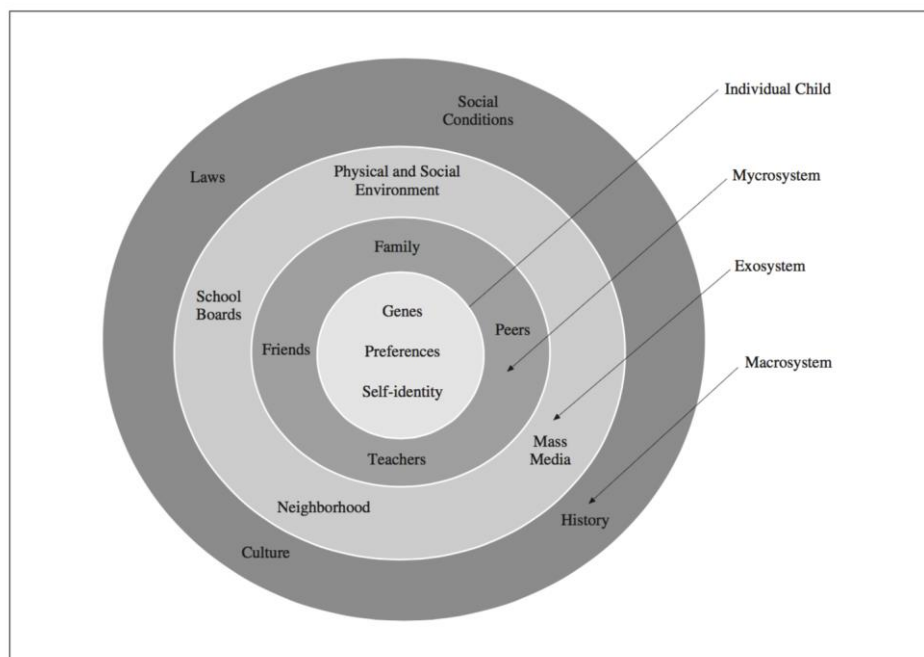 Social
Conditions
Individual Child
Laws
Physical and Social
Environment
Mycrosystem
Family
School
Boards
Genes
Exosystem
Friends
Preferences
Peers
Self-identity
Macrosystem
Teachers
Mass
Media
Neighborhood
History
Culture